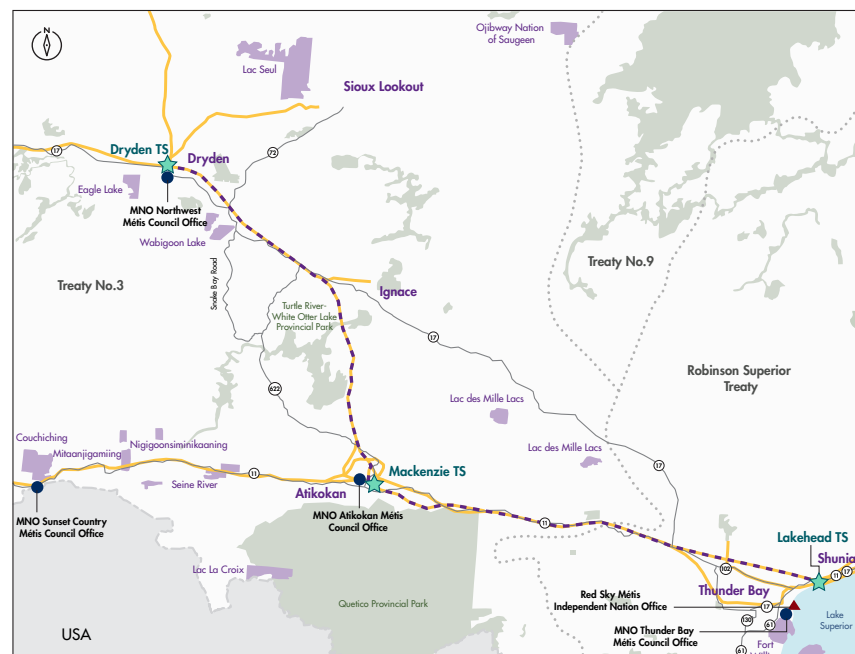 N
Ojibway Nation
of Saugeen
Lac Seul
Sioux Lookout
17
Dryden TS
Dryden
72
Eagle Lake
MNO Northwest
Métis Council Office
Wabigoon Lake
Treaty No.3
Snake Bay Road
Treaty No.9
Ignace
Turtle River-
White Otter Lake
Provincial Park
17
Robinson Superior
Treaty
622
Lac des Mille Lacs
Couchiching
Nigigoonsiminikaaning
Mitaanjigamiing
Lac des Mille Lacs
17
11
Seine River
Mackenzie TS
Atikokan
MNO Sunset Country
Métis Council Office
MNO Atikokan Métis
Council Office
11
Lakehead TS
Shunia
Lac La Croix
102
11
17
Thunder Bay
Red Sky Métis
Independent Nation Office
17
Quetico Provincial Park
130
61
Lake
Superior
MNO Thunder Bay
Métis Council Office
USA
Fort
61